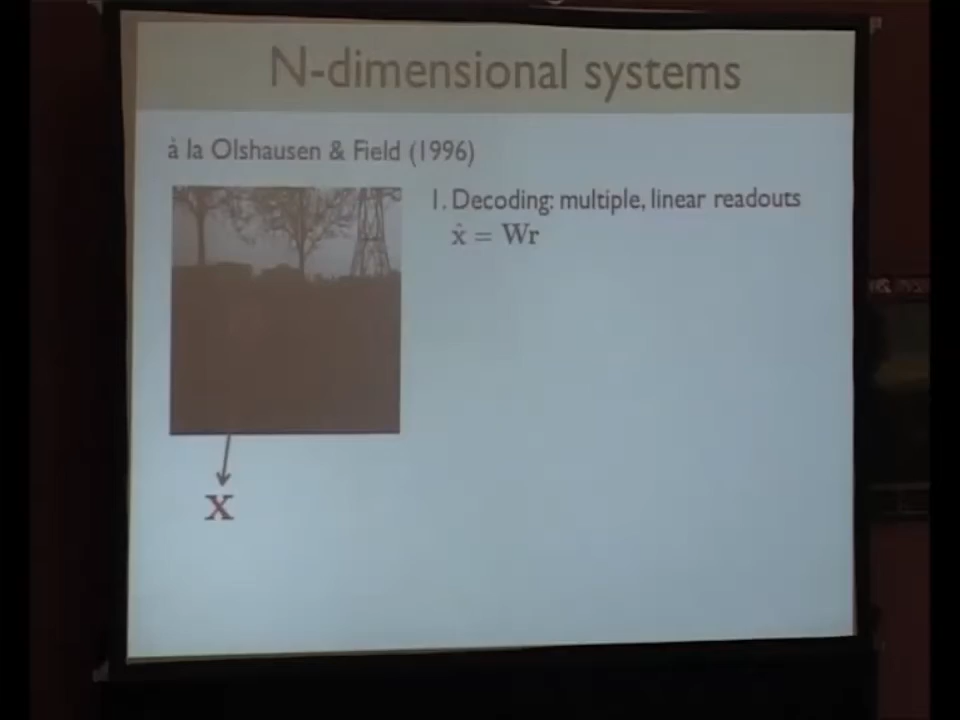 N-dimensional systems
à la Olshausen & Field (1996)
1. Decoding: multiple, linear readouts
x̂ = Wr
x